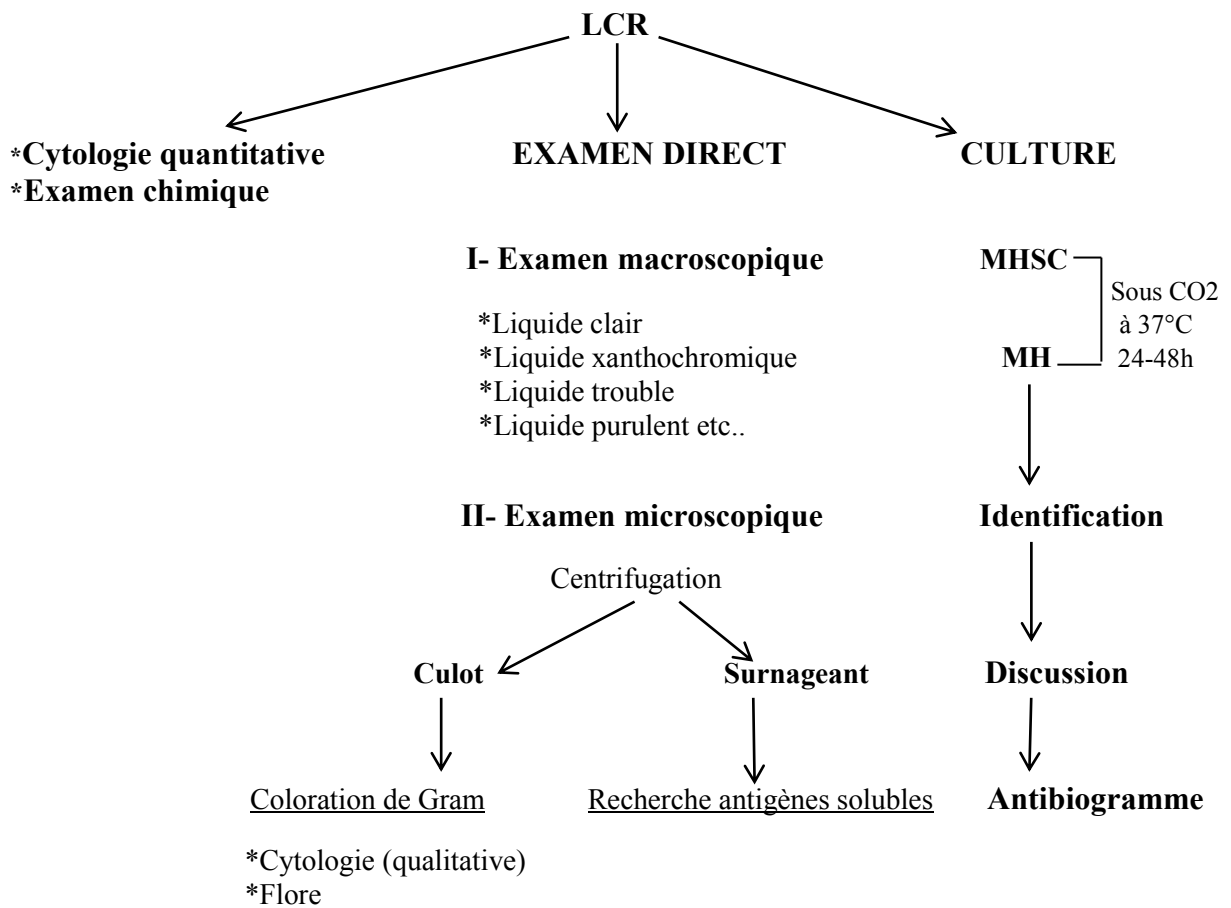 LCR
*Cytologie quantitative
*Examen chimique
EXAMEN DIRECT
CULTURE
I- Examen macroscopique
*Liquide clair
*Liquide xanthochromique
*Liquide trouble
*Liquide purulent etc..
MHSC
MH
Sous CO2
à 37°C
24-48h
II- Examen microscopique
Centrifugation
Culot
Surnageant
Coloration de Gram
Recherche antigènes solubles
*Cytologie (qualitative)
*Flore
Identification
Discussion
Antibiogramme